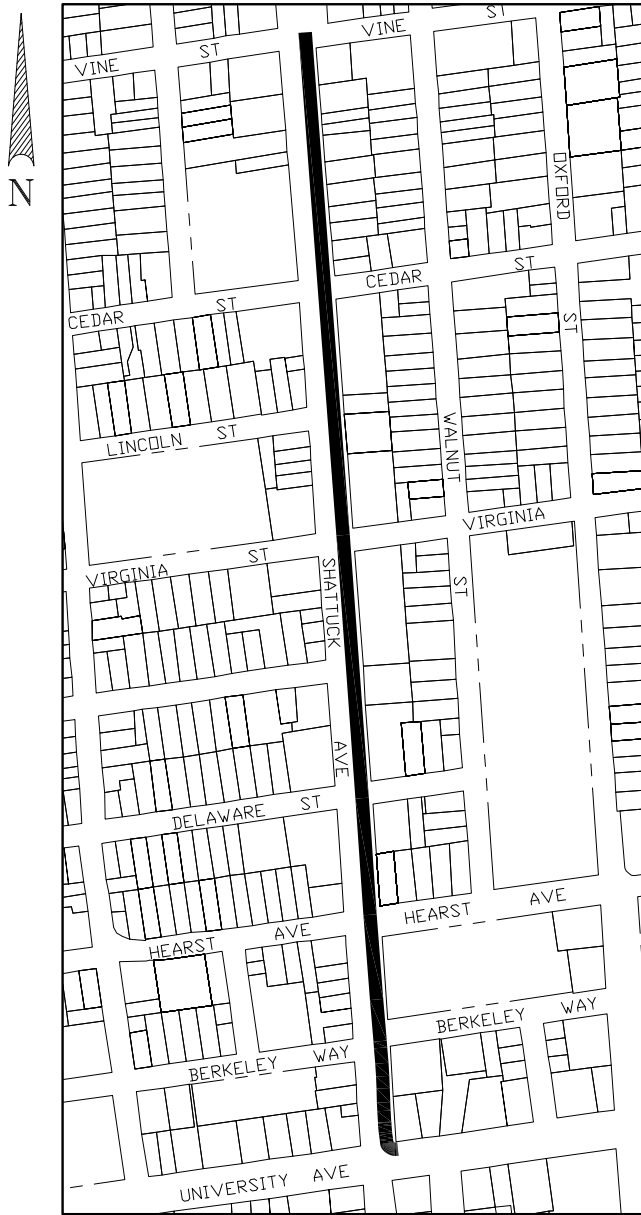 VINE ST
VINE ST
N
OXFORD ST
CEDAR ST
CEDAR ST
LINCOLN ST
WALNUT ST
VIRGINIA
VIRGINIA ST
SHATTUCK AVE
DELAWARE ST
HEARST AVE
HEARST AVE
BERKELEY WAY
BERKELEY WAY
UNIVERSITY AVE